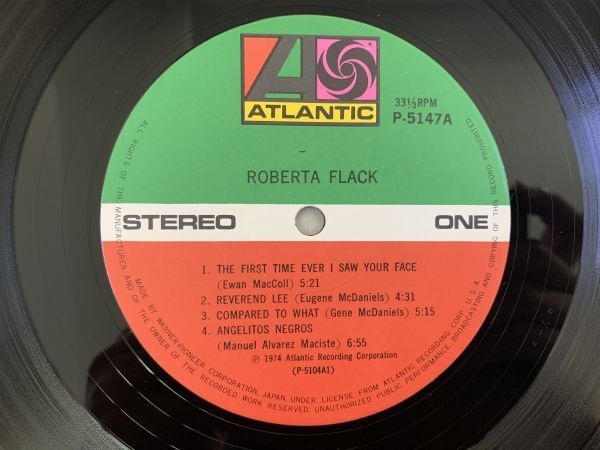 ATLANTIC
33⅓RPM
P-5147A
ROBERTA FLACK
STEREO
ONE
1. THE FIRST TIME EVER I SAW YOUR FACE
(Ewan MacColl) 5:21
2. REVEREND LEE (Eugene McDaniels) 4:31
3. COMPARED TO WHAT (Gene McDaniels) 5:15
4. ANGELITOS NEGROS
(Manuel Alvarez Maciste) 6:55
Ⓟ 1974 Atlantic Recording Corporation
(P-5104A1)
MADE BY WARNER-PIONEER CORPORATION, JAPAN, UNDER LICENSE FROM ATLANTIC RECORDING CORP. U.S.A.
ALL RIGHTS OF THE MANUFACTURER AND OF THE OWNER OF THE RECORDED WORK RESERVED. UNAUTHORIZED PUBLIC PERFORMANCE, BROADCASTING AND COPYING OF THIS RECORD PROHIBITED